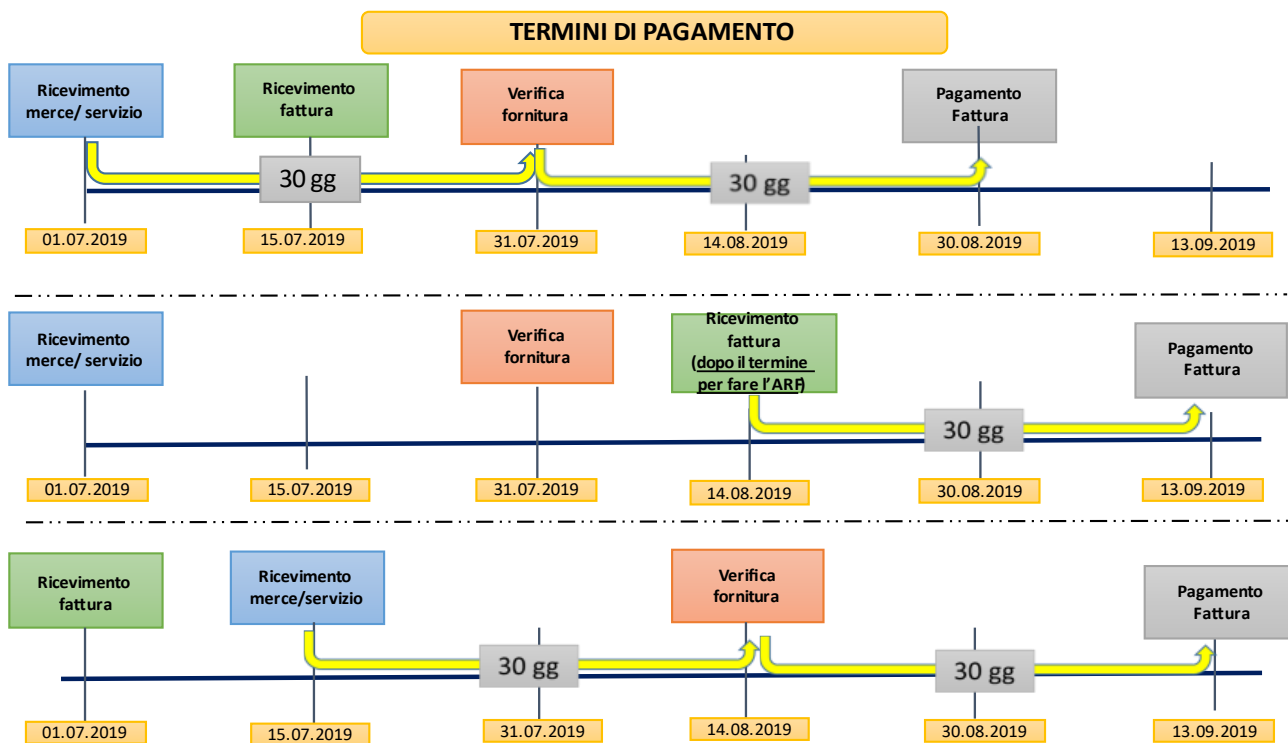 TERMINI DI PAGAMENTO
Ricevimento
merce/ servizio
Ricevimento
fattura
Verifica
fornitura
Pagamento
Fattura
30 gg
30 gg
01.07.2019
15.07.2019
31.07.2019
14.08.2019
30.08.2019
13.09.2019
Ricevimento
merce/ servizio
Verifica
fornitura
Ricevimento
fattura
(dopo il termine
per fare l'ARF)
Pagamento
Fattura
30 gg
01.07.2019
15.07.2019
31.07.2019
14.08.2019
30.08.2019
13.09.2019
Ricevimento
fattura
Ricevimento
merce/servizio
Verifica
fornitura
Pagamento
Fattura
30 gg
30 gg
01.07.2019
15.07.2019
31.07.2019
14.08.2019
30.08.2019
13.09.2019